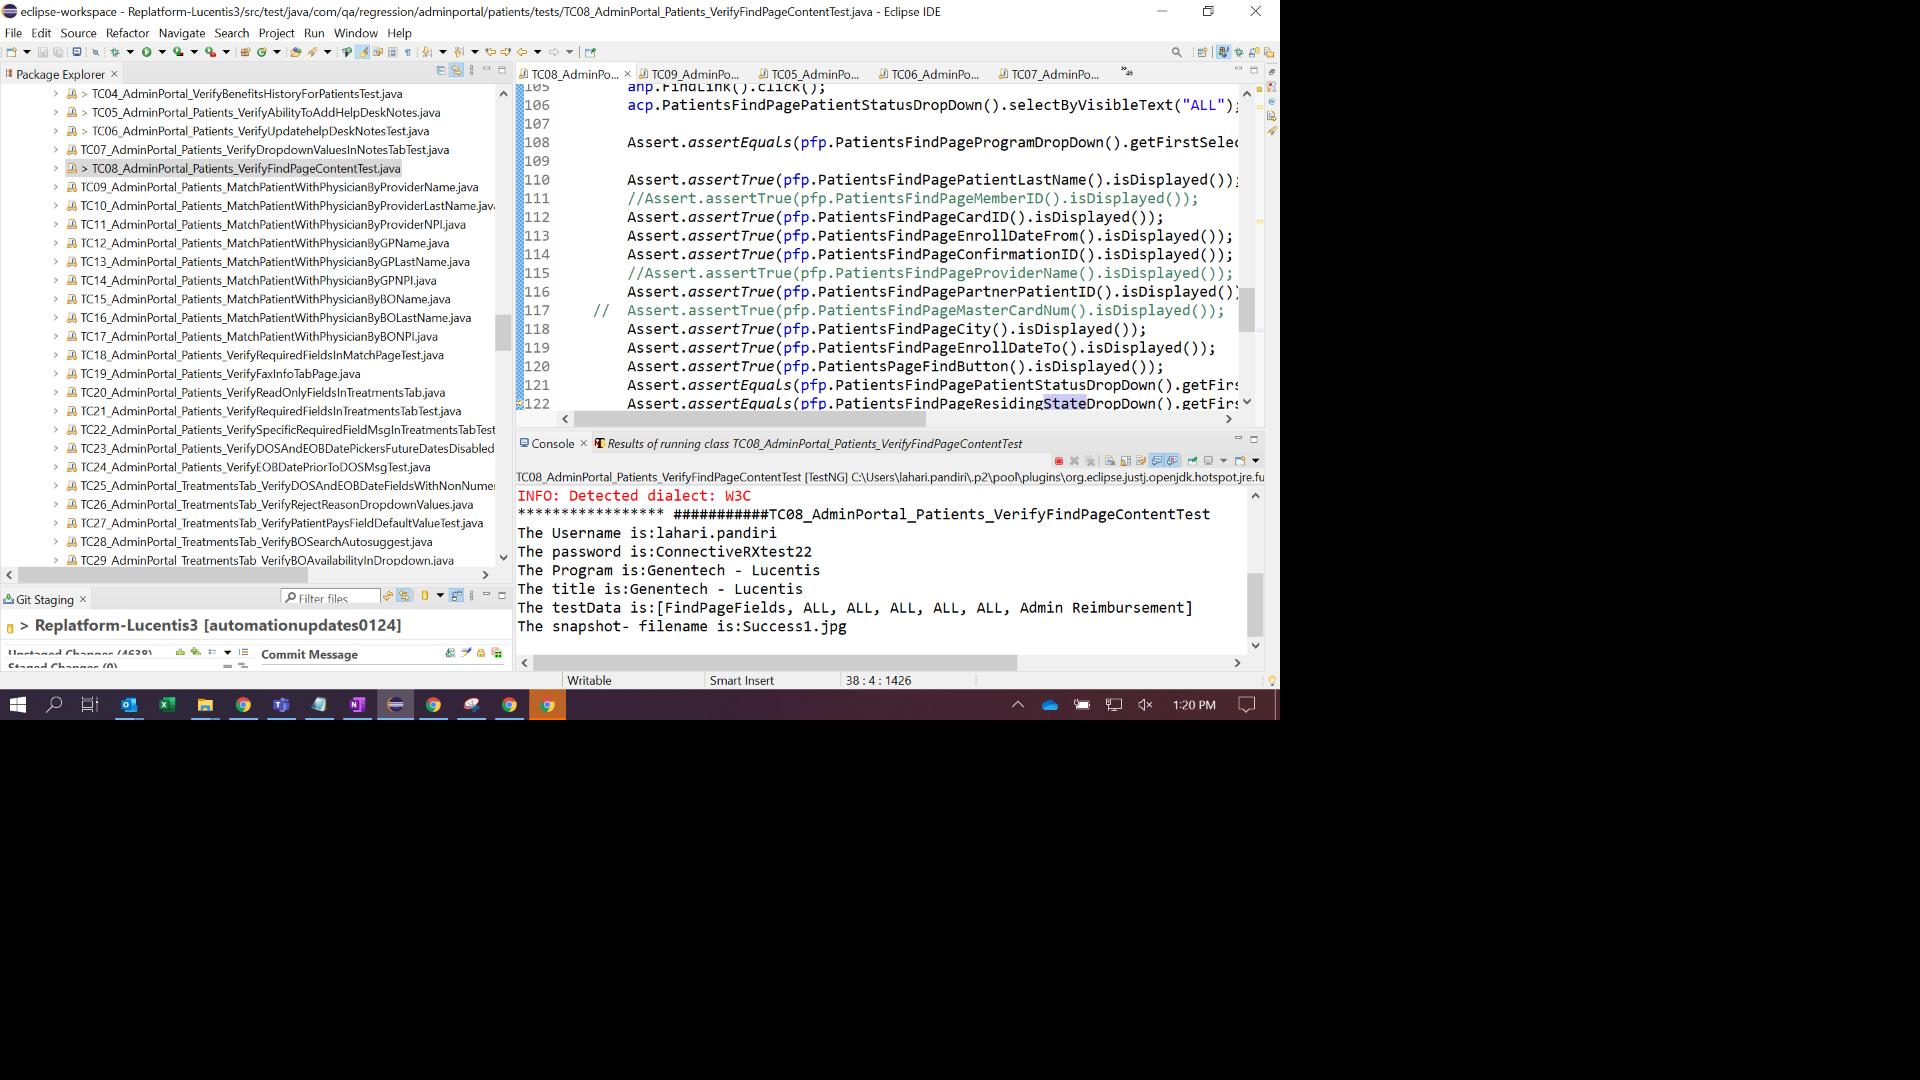 eclipse-workspace - Replatform-Lucentis3/src/test/java/com/qa/regression/adminportal/patients/tests/TC08_AdminPortal_Patients_VerifyFindPageContentTest.java - Eclipse IDE
File Edit Source Refactor Navigate Search Project Run Window Help
Package Explorer
TC04_AdminPortal_VerifyBenefitsHistoryForPatientsTest.java
TC05_AdminPortal_Patients_VerifyAbilityToAddHelpDeskNotes.java
TC06_AdminPortal_Patients_VerifyUpdatehelpDeskNotesTest.java
TC07_AdminPortal_Patients_VerifyDropdownValuesInNotesTabTest.java
TC08_AdminPortal_Patients_VerifyFindPageContentTest.java
TC09_AdminPortal_Patients_MatchPatientWithPhysicianByProviderName.java
TC10_AdminPortal_Patients_MatchPatientWithPhysicianByProviderLastName.java
TC11_AdminPortal_Patients_MatchPatientWithPhysicianByProviderNPI.java
TC12_AdminPortal_Patients_MatchPatientWithPhysicianByGPName.java
TC13_AdminPortal_Patients_MatchPatientWithPhysicianByGPLastName.java
TC14_AdminPortal_Patients_MatchPatientWithPhysicianByGPNPI.java
TC15_AdminPortal_Patients_MatchPatientWithPhysicianByBOName.java
TC16_AdminPortal_Patients_MatchPatientWithPhysicianByBOLastName.java
TC17_AdminPortal_Patients_MatchPatientWithPhysicianByBONPI.java
TC18_AdminPortal_Patients_VerifyRequiredFieldsInMatchPageTest.java
TC19_AdminPortal_Patients_VerifyFaxInfoTabPage.java
TC20_AdminPortal_Patients_VerifyReadOnlyFieldsInTreatmentsTab.java
TC21_AdminPortal_Patients_VerifyRequiredFieldsInTreatmentsTabTest.java
TC22_AdminPortal_Patients_VerifySpecificRequiredFieldMsgInTreatmentsTabTest
TC23_AdminPortal_Patients_VerifyDOSAndEOBDatePickersFutureDatesDisabled
TC24_AdminPortal_Patients_VerifyEOBDatePriorToDOSMsgTest.java
TC25_AdminPortal_TreatmentsTab_VerifyDOSAndEOBDateFieldsWithNonNumer
TC26_AdminPortal_TreatmentsTab_VerifyRejectReasonDropdownValues.java
TC27_AdminPortal_TreatmentsTab_VerifyPatientPaysFieldDefaultValueTest.java
TC28_AdminPortal_TreatmentsTab_VerifyBOSearchAutosuggest.java
TC29_AdminPortal_TreatmentsTab_VerifyBOAvailabilityInDropdown.java
Git Staging
Filter files
> Replatform-Lucentis3 [automationupdates0124]
Unstaged Changes (4638)
Staged Changes (0)
Commit Message
TC08_AdminPo... TC09_AdminPo... TC05_AdminPo... TC06_AdminPo... TC07_AdminPo... »46
105 ahp.FindLink().click();
106 acp.PatientsFindPagePatientStatusDropDown().selectByVisibleText("ALL");
107
108 Assert.assertEquals(pfp.PatientsFindPageProgramDropDown().getFirstSelec
109
110 Assert.assertTrue(pfp.PatientsFindPagePatientLastName().isDisplayed());
111 //Assert.assertTrue(pfp.PatientsFindPageMemberID().isDisplayed());
112 Assert.assertTrue(pfp.PatientsFindPageCardID().isDisplayed());
113 Assert.assertTrue(pfp.PatientsFindPageEnrollDateFrom().isDisplayed());
114 Assert.assertTrue(pfp.PatientsFindPageConfirmationID().isDisplayed());
115 //Assert.assertTrue(pfp.PatientsFindPageProviderName().isDisplayed());
116 Assert.assertTrue(pfp.PatientsFindPagePartnerPatientID().isDisplayed())
117 // Assert.assertTrue(pfp.PatientsFindPageMasterCardNum().isDisplayed());
118 Assert.assertTrue(pfp.PatientsFindPageCity().isDisplayed());
119 Assert.assertTrue(pfp.PatientsFindPageEnrollDateTo().isDisplayed());
120 Assert.assertTrue(pfp.PatientsPageFindButton().isDisplayed());
121 Assert.assertEquals(pfp.PatientsFindPagePatientStatusDropDown().getFirs
122 Assert.assertEquals(pfp.PatientsFindPageResidingStateDropDown().getFirs
Console Results of running class TC08_AdminPortal_Patients_VerifyFindPageContentTest
TC08_AdminPortal_Patients_VerifyFindPageContentTest [TestNG] C:\Users\lahari.pandiri\.p2\pool\plugins\org.eclipse.justj.openjdk.hotspot.jre.fu
INFO: Detected dialect: W3C
***************** ###########TC08_AdminPortal_Patients_VerifyFindPageContentTest
The Username is:lahari.pandiri
The password is:ConnectiveRXtest22
The Program is:Genentech - Lucentis
The title is:Genentech - Lucentis
The testData is:[FindPageFields, ALL, ALL, ALL, ALL, ALL, Admin Reimbursement]
The snapshot- filename is:Success1.jpg
Writable Smart Insert 38 : 4 : 1426
1:20 PM